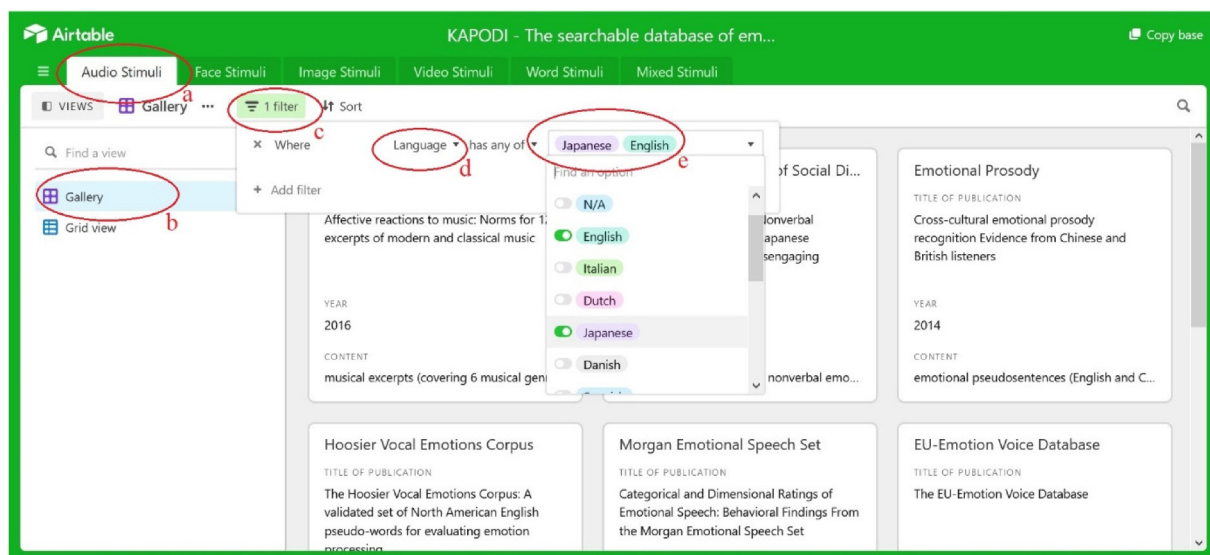 Airtable
KAPODI - The searchable database of em...
Copy base
Audio Stimuli
Face Stimuli
Image Stimuli
Video Stimuli
Word Stimuli
Mixed Stimuli
a
VIEWS
Gallery
...
1 filter
Sort
c
Find a view
Gallery
b
Grid view
Where
Language
has any of
Japanese
English
d
e
Add filter
Find an option
N/A
English
Italian
Dutch
Japanese
Danish
Affective reactions to music: Norms for
excerpts of modern and classical music
YEAR
2016
CONTENT
musical excerpts (covering 6 musical
of Social Di...
nonverbal emo...
Emotional Prosody
TITLE OF PUBLICATION
Cross-cultural emotional prosody
recognition Evidence from Chinese and
British listeners
YEAR
2014
CONTENT
emotional pseudosentences (English and C...
Hoosier Vocal Emotions Corpus
TITLE OF PUBLICATION
The Hoosier Vocal Emotions Corpus: A
validated set of North American English
pseudo-words for evaluating emotion
processing
Morgan Emotional Speech Set
TITLE OF PUBLICATION
Categorical and Dimensional Ratings of
Emotional Speech: Behavioral Findings From
the Morgan Emotional Speech Set
EU-Emotion Voice Database
TITLE OF PUBLICATION
The EU-Emotion Voice Database